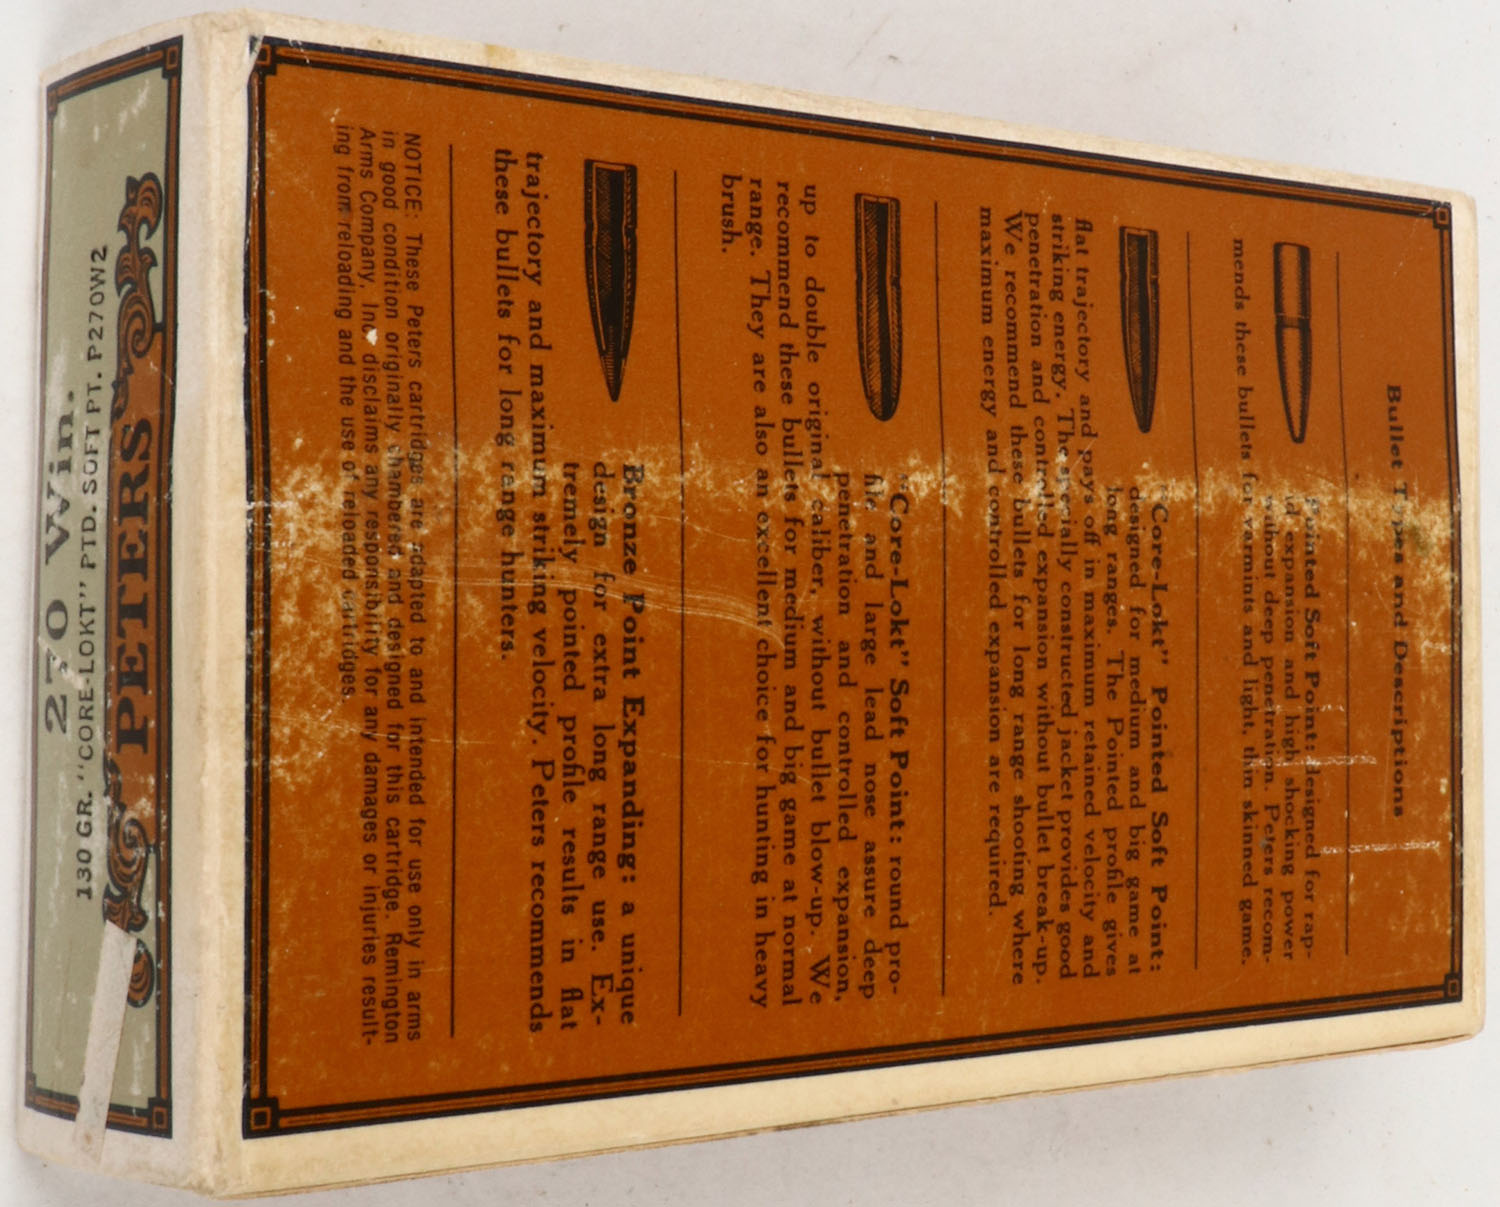 Bullet Types and Descriptions
Pointed Soft Point: designed for rap-
id expansion and high shocking power
without deep penetration. Peters recom-
mends these bullets for varmints and light, thin skinned game.
"Core-Lokt" Pointed Soft Point:
designed for medium and big game at
long ranges. The Pointed profile gives
flat trajectory and pays off in maximum retained velocity and
striking energy. The specially constructed jacket provides good
penetration and controlled expansion without bullet break-up.
We recommend these bullets for long range shooting where
maximum energy and controlled expansion are required.
"Core-Lokt" Soft Point: round pro-
file and large lead nose assure deep
penetration and controlled expansion,
up to double original caliber, without bullet blow-up. We
recommend these bullets for medium and big game at normal
range. They are also an excellent choice for hunting in heavy
brush.
Bronze Point Expanding: a unique
design for extra long range use. Ex-
tremely pointed profile results in flat
trajectory and maximum striking velocity. Peters recommends
these bullets for long range hunters.
NOTICE: These Peters cartridges are adapted to and intended for use only in arms
in good condition originally chambered and designed for this cartridge. Remington
Arms Company, Inc. disclaims any responsibility for any damages or injuries result-
ing from reloading and the use of reloaded cartridges.
PETERS
130 GR. "CORE-LOKT" PTD. SOFT PT. P270W2
270 Win.